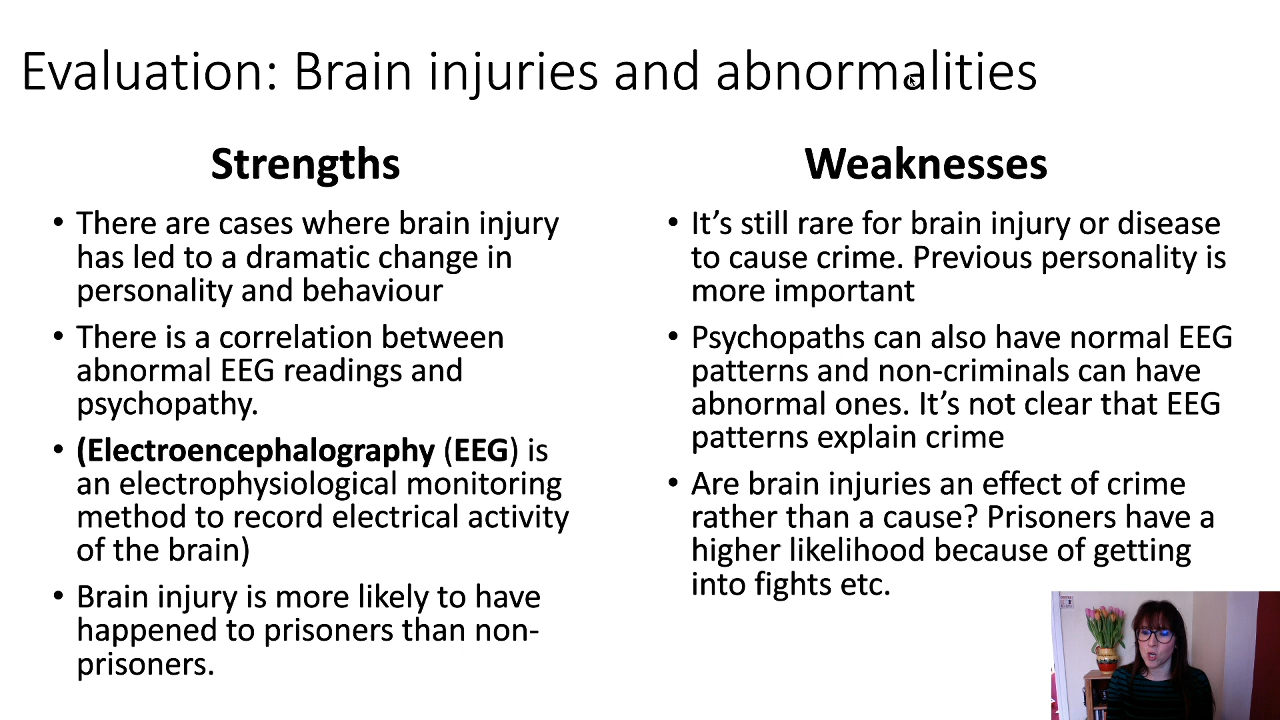 Evaluation: Brain injuries and abnormalities
Strengths
• There are cases where brain injury
has led to a dramatic change in
personality and behaviour
• There is a correlation between
abnormal EEG readings and
psychopathy.
• (Electroencephalography (EEG) is
an electrophysiological monitoring
method to record electrical activity
of the brain)
• Brain injury is more likely to have
happened to prisoners than non-
prisoners.
Weaknesses
• It’s still rare for brain injury or disease
to cause crime. Previous personality is
more important
• Psychopaths can also have normal EEG
patterns and non-criminals can have
abnormal ones. It’s not clear that EEG
patterns explain crime
• Are brain injuries an effect of crime
rather than a cause? Prisoners have a
higher likelihood because of getting
into fights etc.